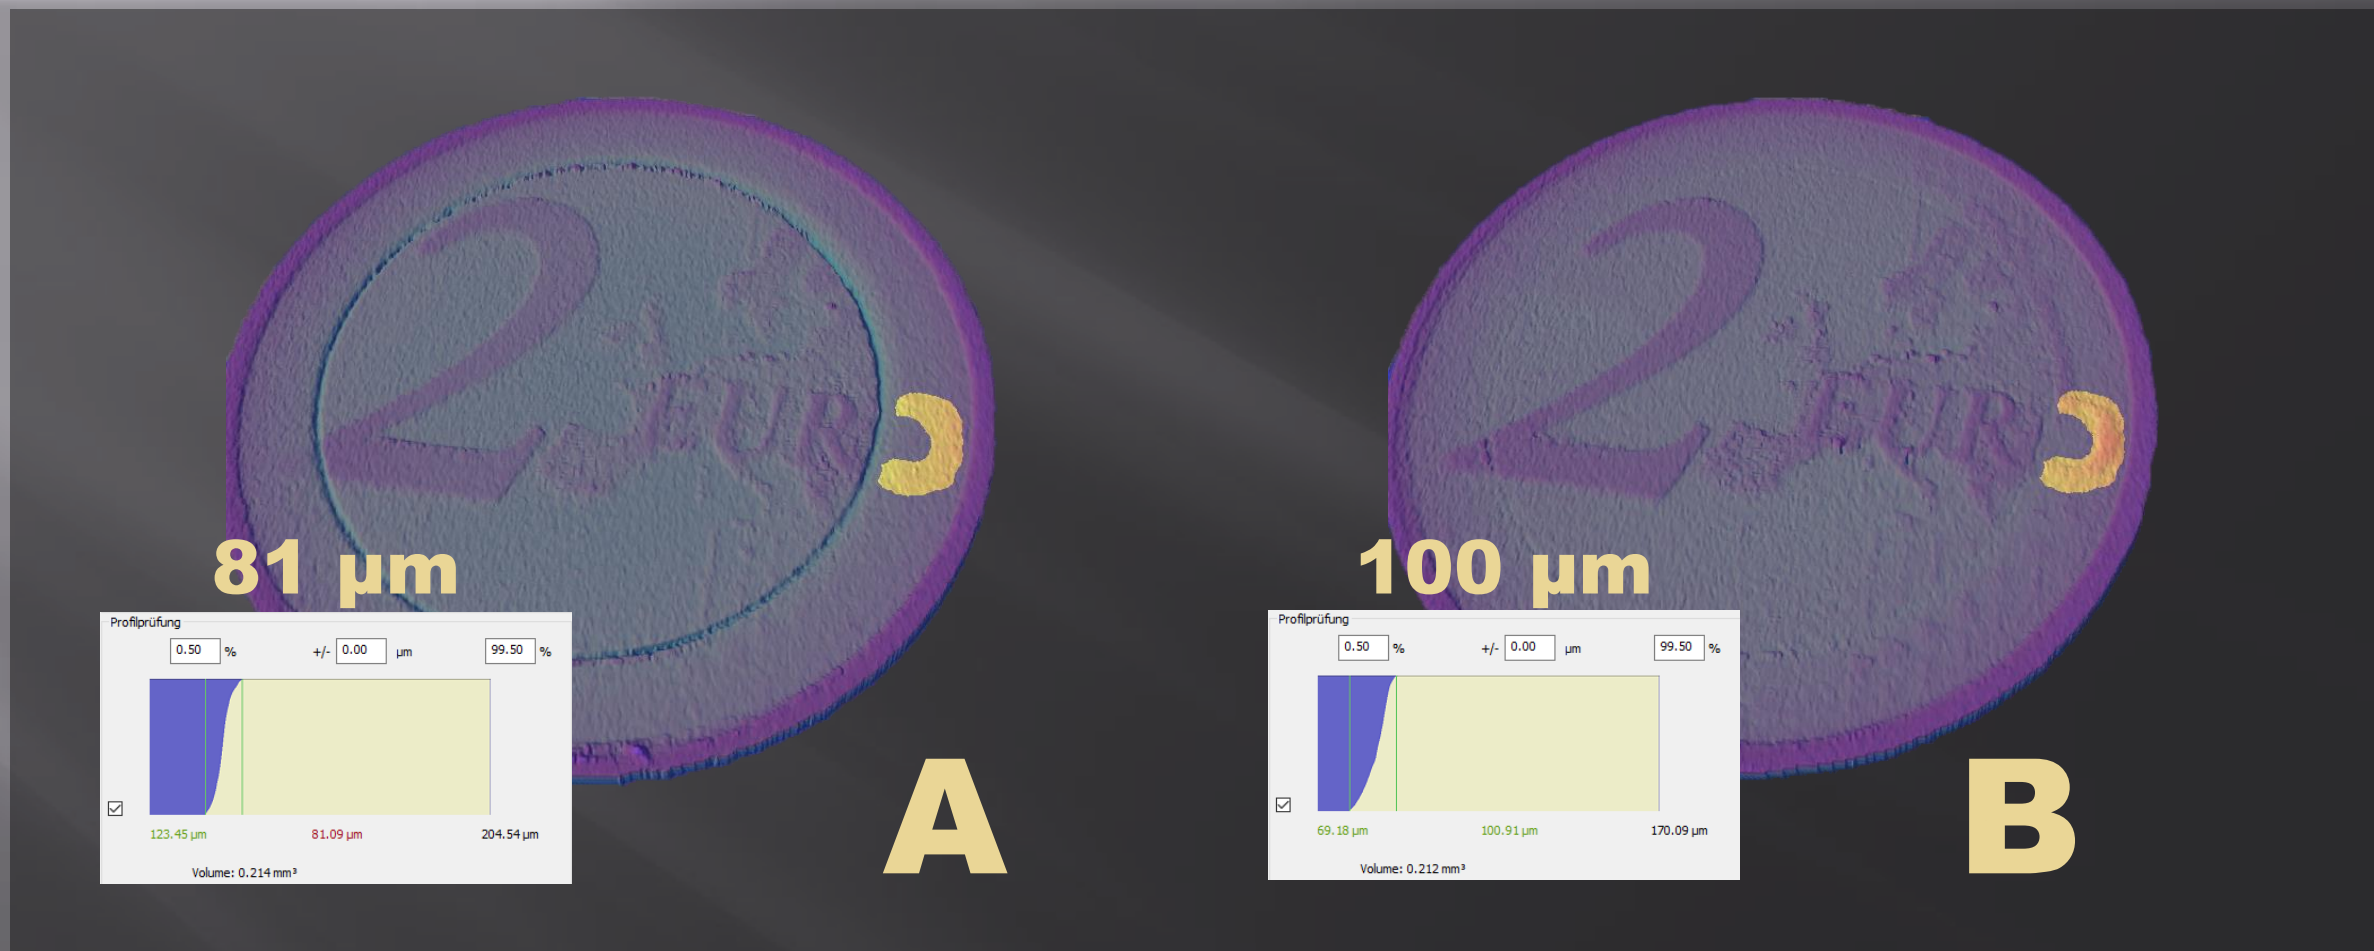 2
EUR
81 µm
Profilprüfung
0.50 % +/- 0.00 µm 99.50 %
123.45 µm 81.09 µm 204.54 µm
Volume: 0.214 mm³
A
2
EUR
100 µm
Profilprüfung
0.50 % +/- 0.00 µm 99.50 %
69.18 µm 100.91 µm 170.09 µm
Volume: 0.212 mm³
B